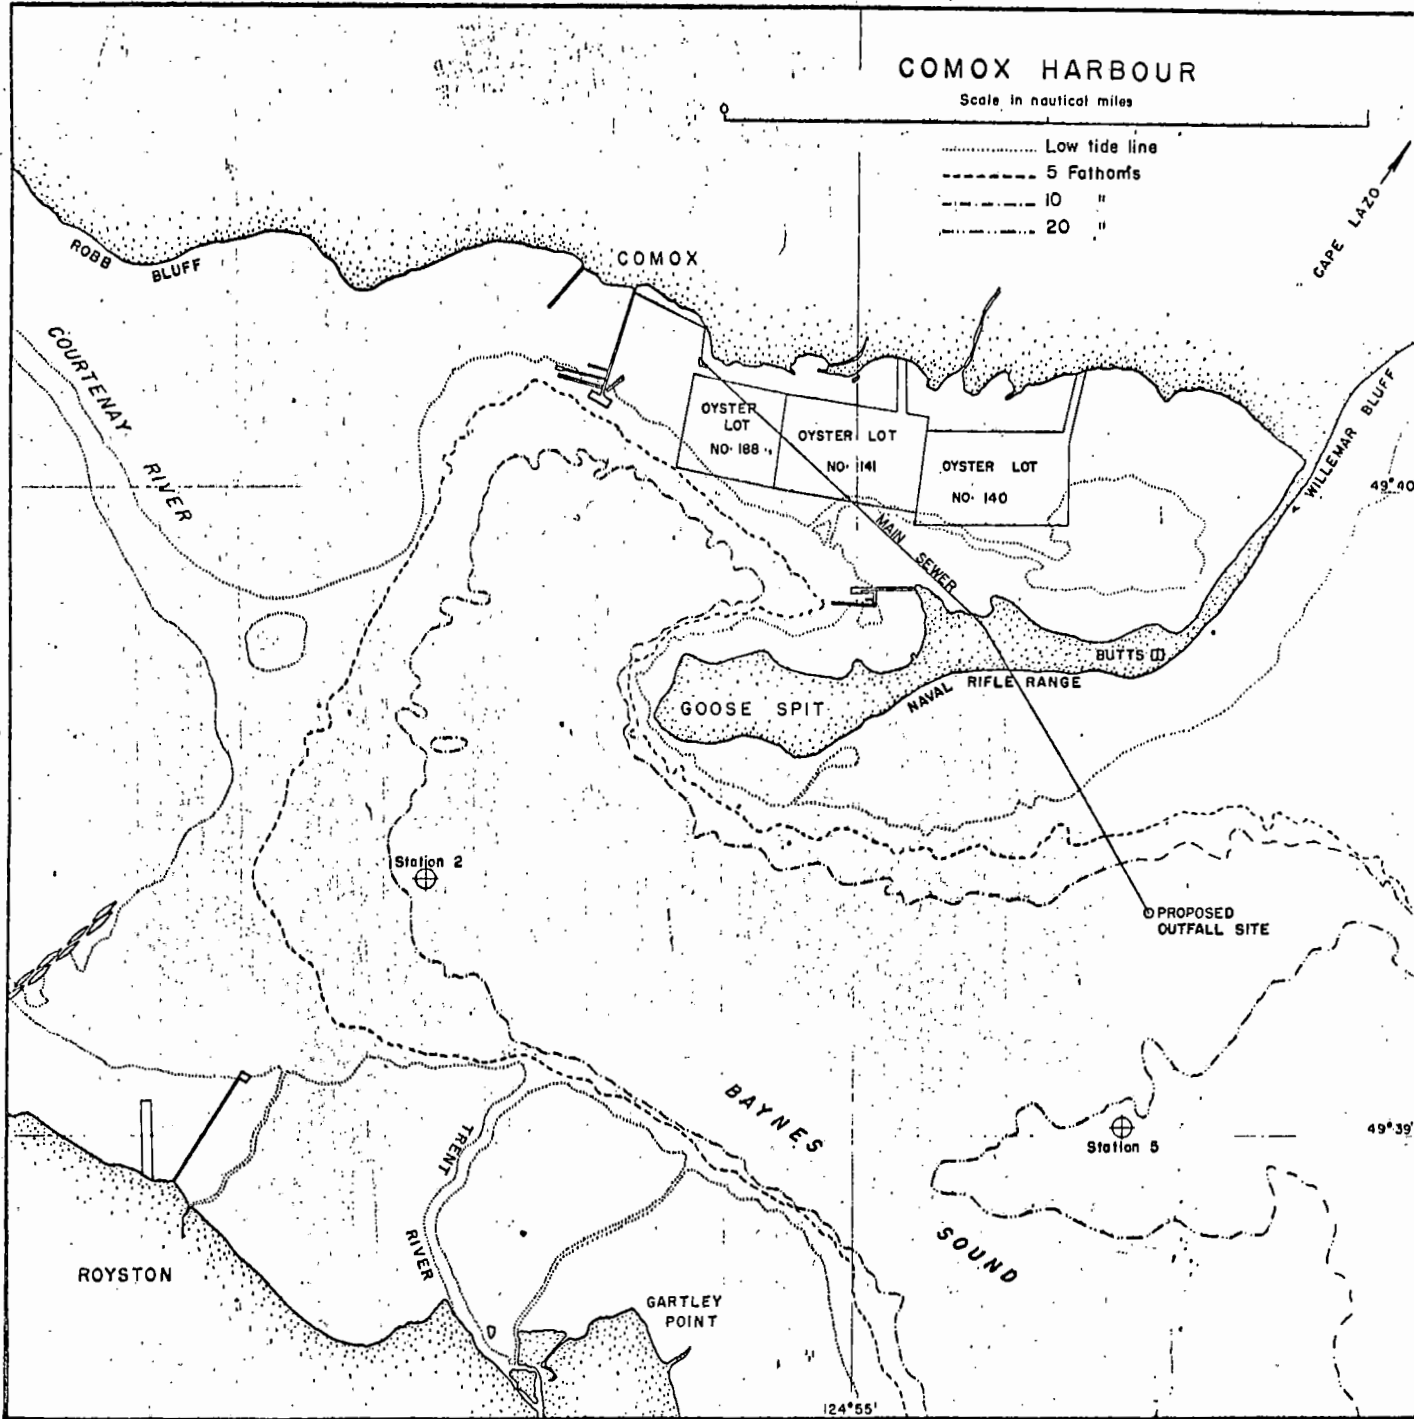 COMOX HARBOUR
Scale in nautical miles
0
Low tide line
5 Fathoms
10 "
20 "
CAPE LAZO
ROBB BLUFF
COMOX
COURTENAY RIVER
WILLEMAR BLUFF
OYSTER
LOT
NO. 188
OYSTER LOT
NO. 141
OYSTER LOT
NO. 140
49°40
MAIN SEWER
BUTTS
NAVAL RIFLE RANGE
GOOSE SPIT
Station 2
PROPOSED
OUTFALL SITE
BAYNES SOUND
Station 5
49°39'
TRENT RIVER
ROYSTON
GARTLEY
POINT
124°55'